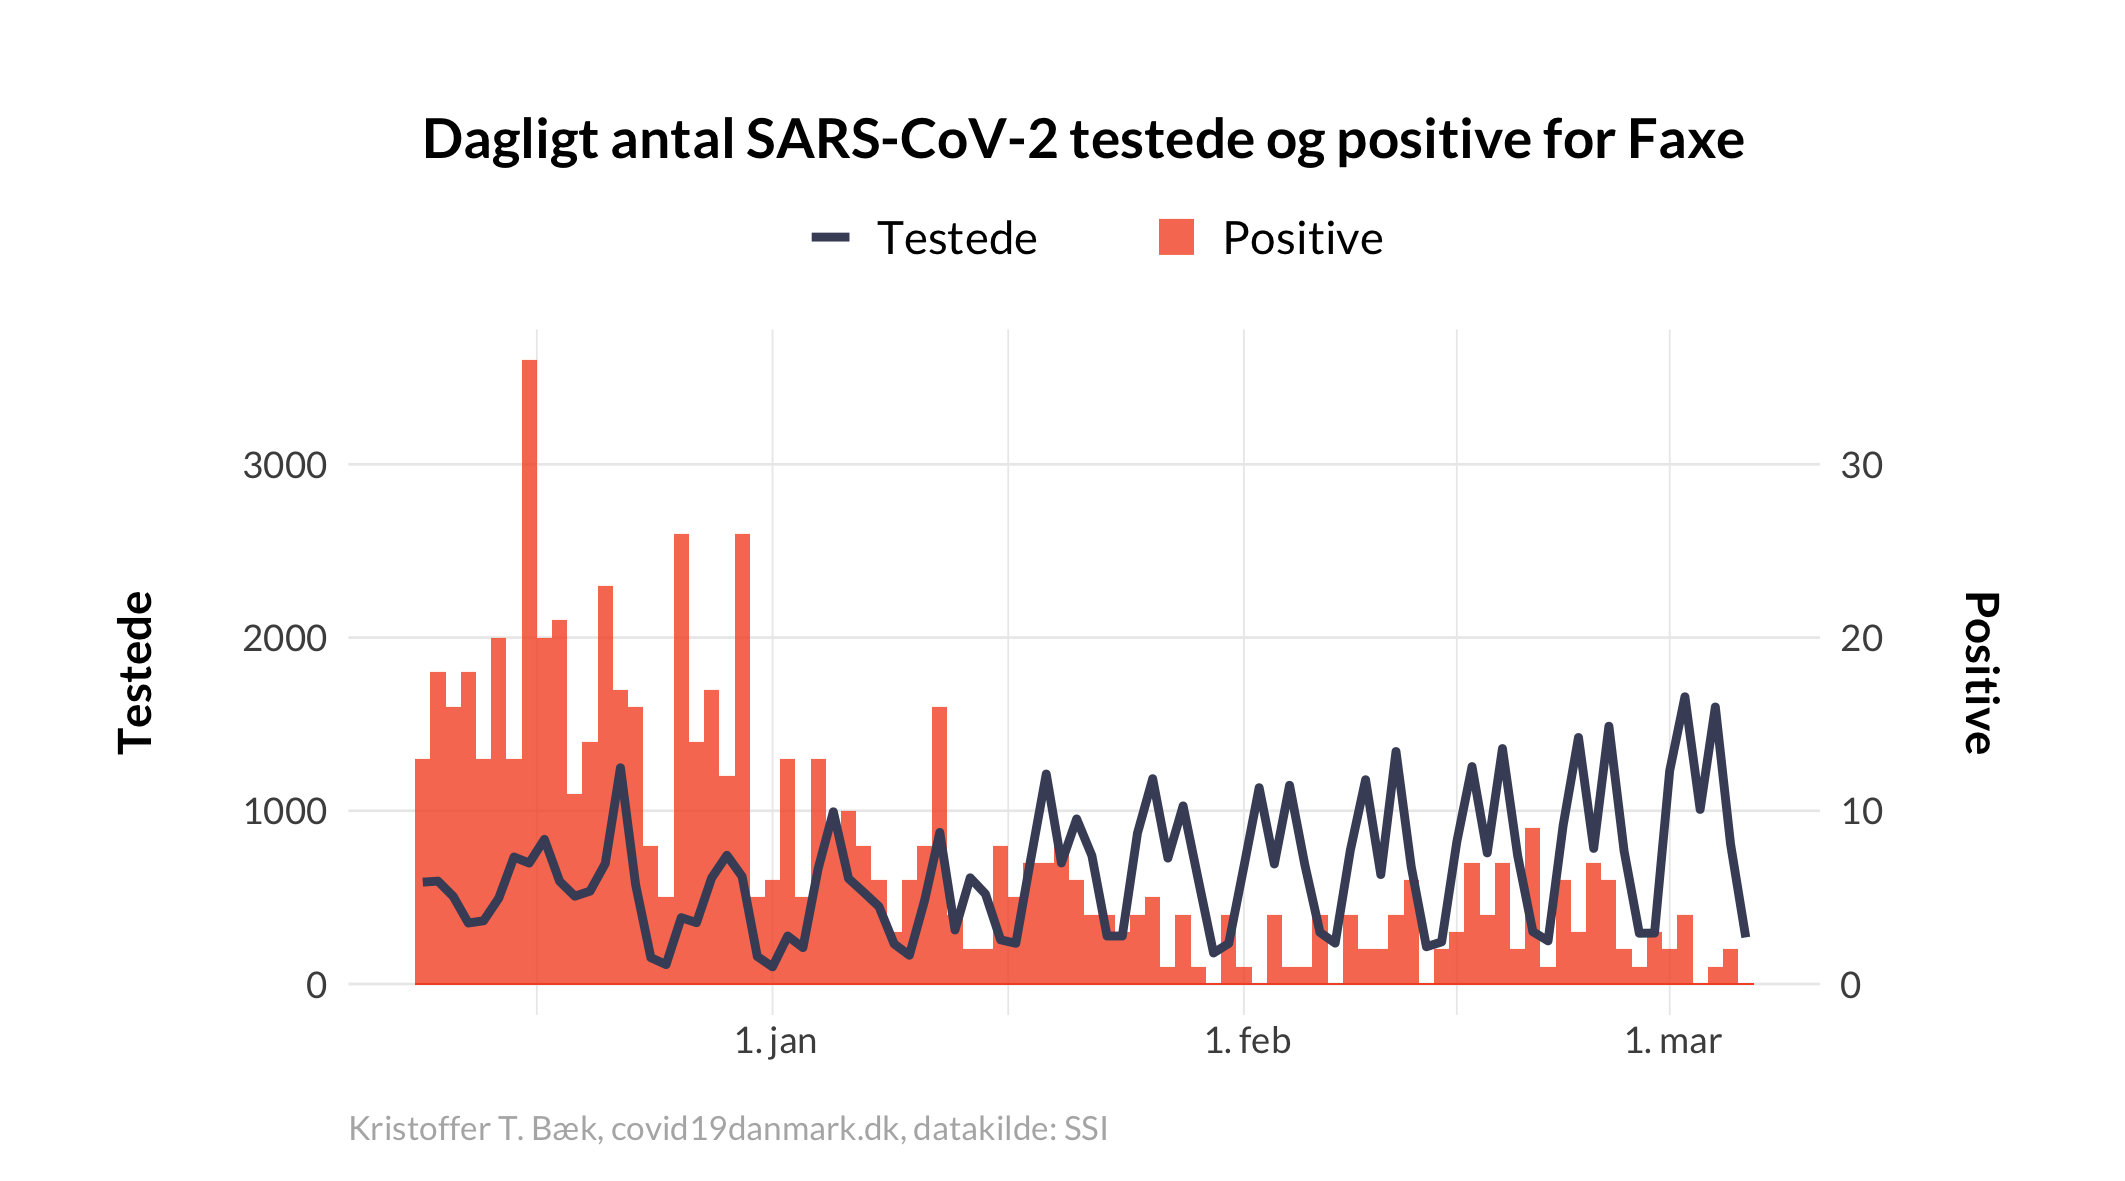 Dagligt antal SARS-CoV-2 testede og positive for Faxe
Testede Positive
3000 30
2000 20
1000 10
0 0
Testede
Positive
1. jan 1. feb 1. mar
Kristoffer T. Bæk, covid19danmark.dk, datakilde: SSI